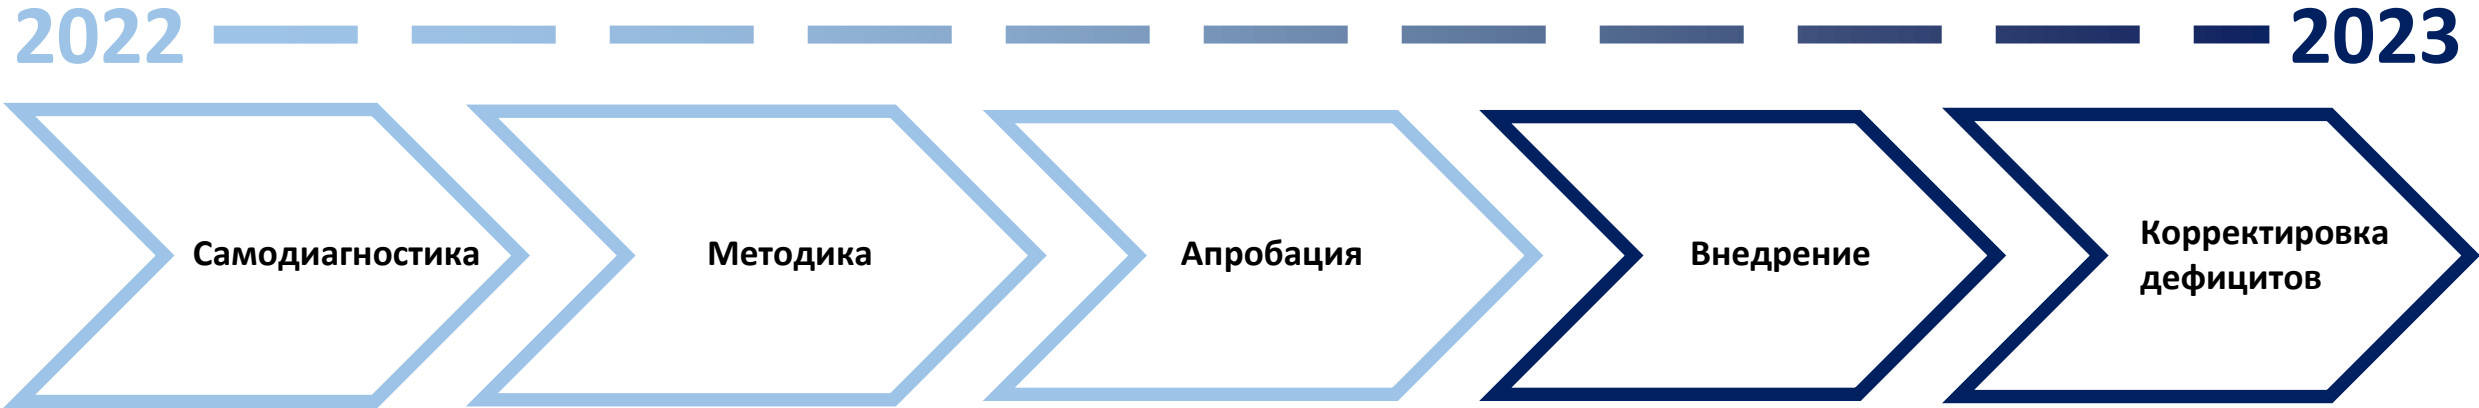 2022
2023
Самодиагностика
Методика
Апробация
Внедрение
Корректировка
дефицитов